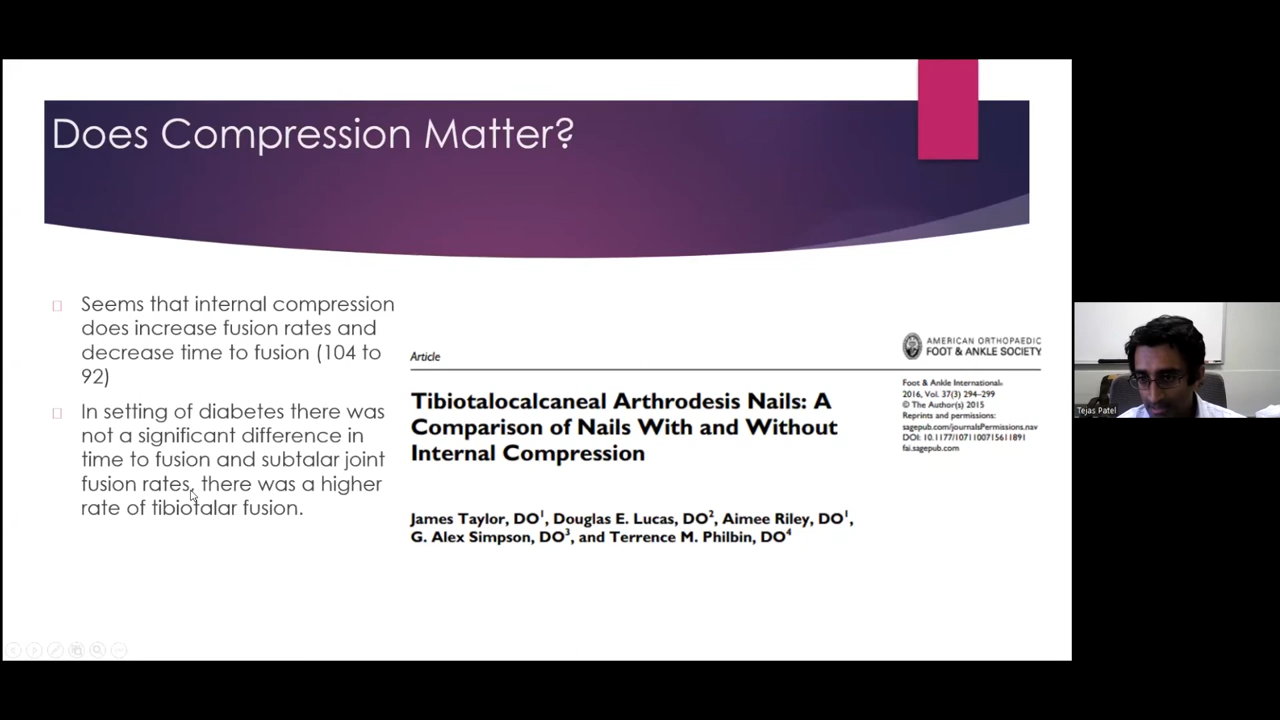 Does Compression Matter?
Seems that internal compression
does increase fusion rates and
decrease time to fusion (104 to
92)
In setting of diabetes there was
not a significant difference in
time to fusion and subtalar joint
fusion rates, there was a higher
rate of tibiotalar fusion.
Article
AMERICAN ORTHOPAEDIC
FOOT & ANKLE SOCIETY
Tibiotalocalcaneal Arthrodesis Nails: A
Comparison of Nails With and Without
Internal Compression
Foot & Ankle International®
2016, Vol. 37(3) 294–299
© The Author(s) 2015
Reprints and permissions:
sagepub.com/journalsPermissions.nav
DOI: 10.1177/1071100715611891
fai.sagepub.com
James Taylor, DO1, Douglas E. Lucas, DO2, Aimee Riley, DO1,
G. Alex Simpson, DO3, and Terrence M. Philbin, DO4
Tejas Patel